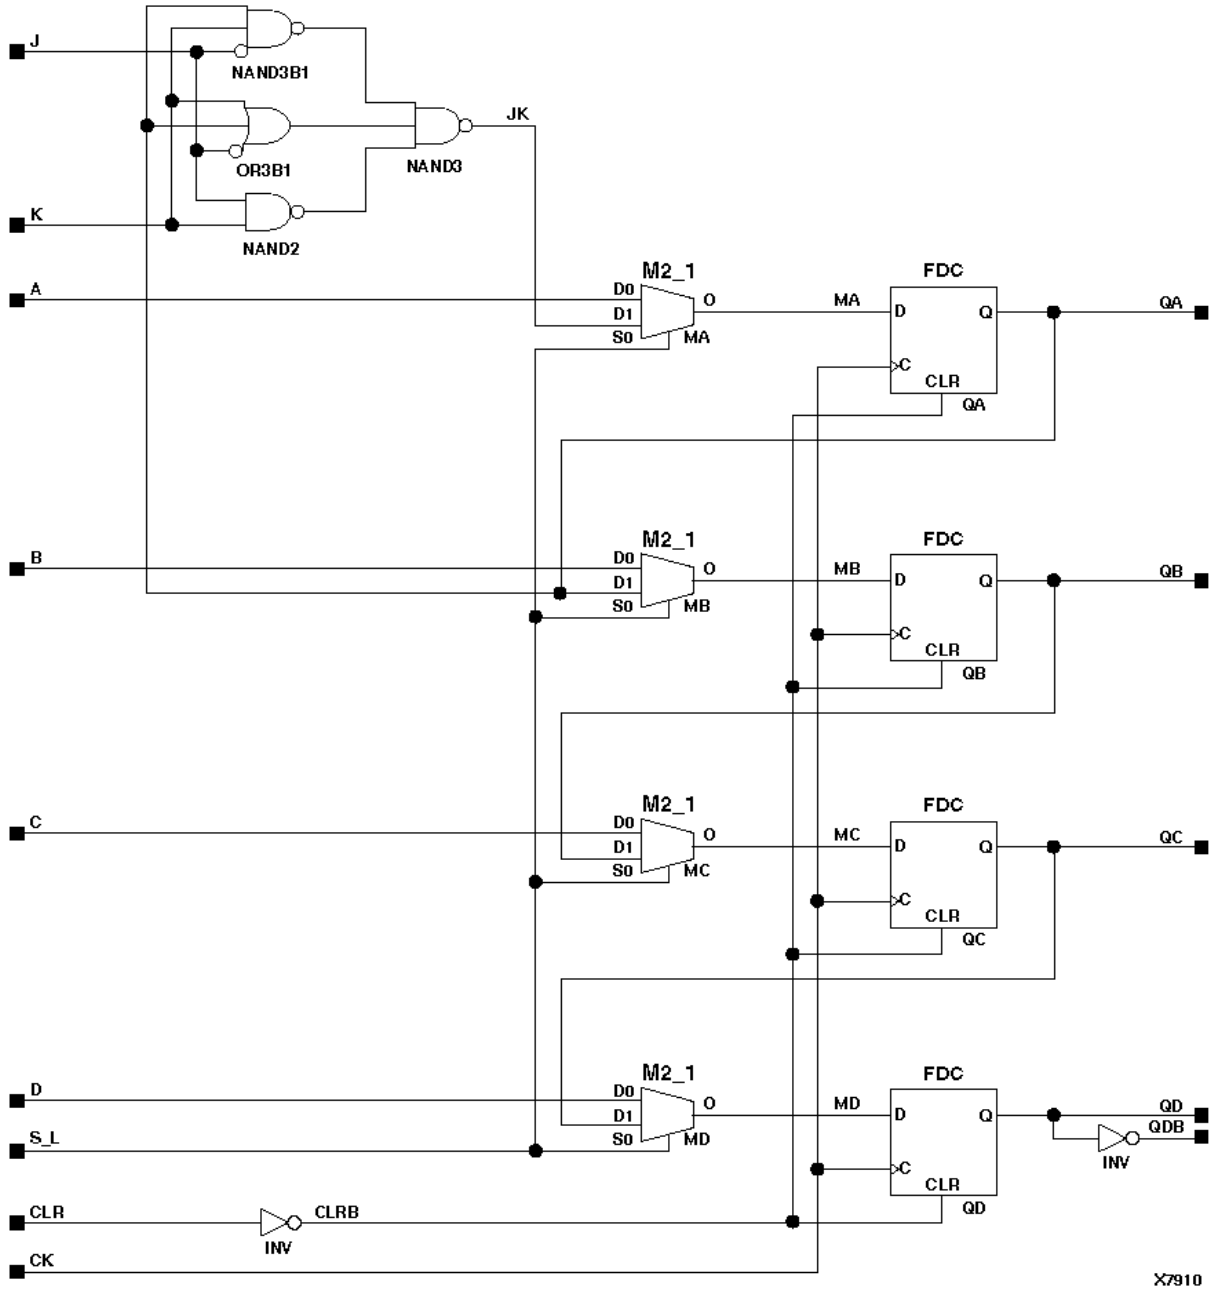 J
NAND3B1
JK
OR3B1
NAND3
K
NAND2
M2_1
FDC
A
D0
O
MA
D
Q
QA
D1
S0
MA
C
CLR
QA
M2_1
FDC
B
D0
O
MB
D
Q
QB
D1
S0
MB
C
CLR
QB
M2_1
FDC
C
D0
O
MC
D
Q
QC
D1
S0
MC
C
CLR
QC
M2_1
FDC
D
D0
O
MD
D
Q
QD
D1
QDB
S_L
S0
MD
INV
C
CLR
QD
CLR
CLRB
INV
CK
X7910